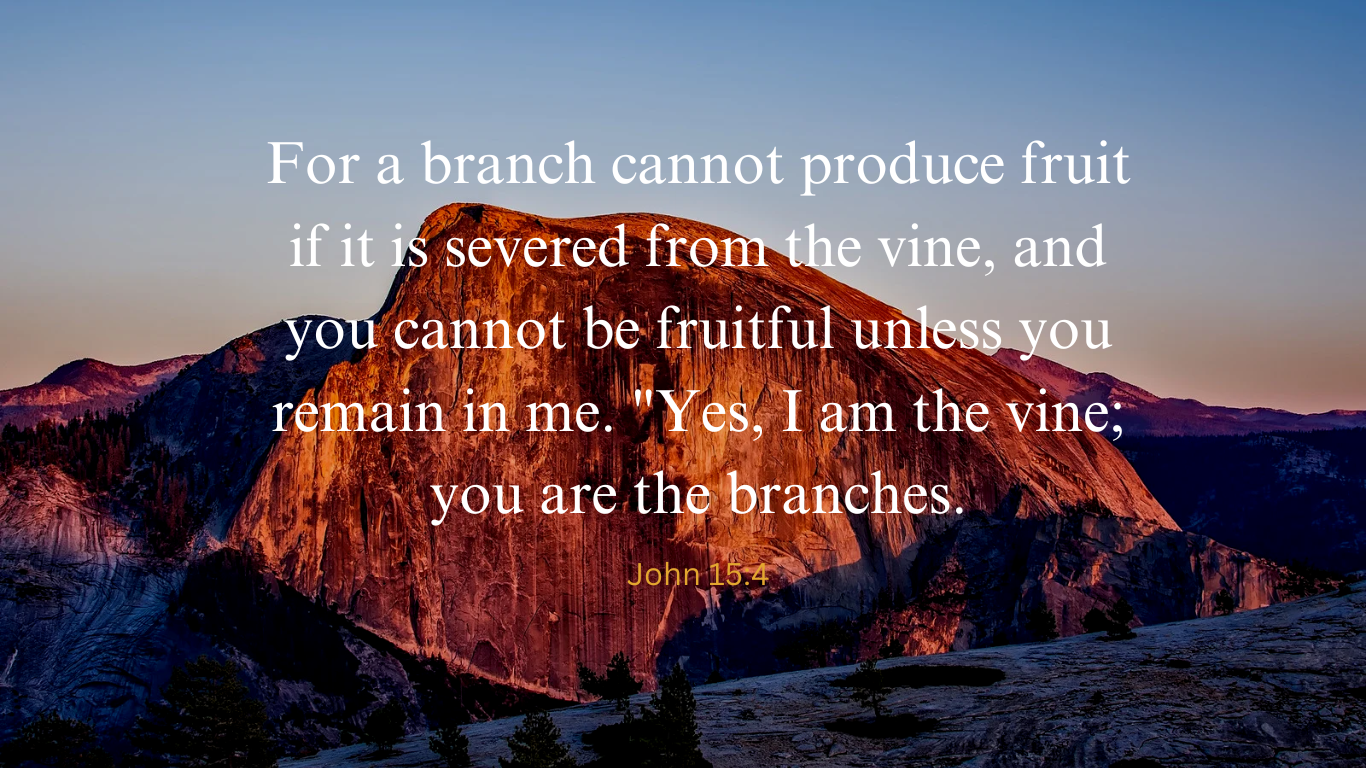 For a branch cannot produce fruit
if it is severed from the vine, and
you cannot be fruitful unless you
remain in me. "Yes, I am the vine;
you are the branches.
John 15:4